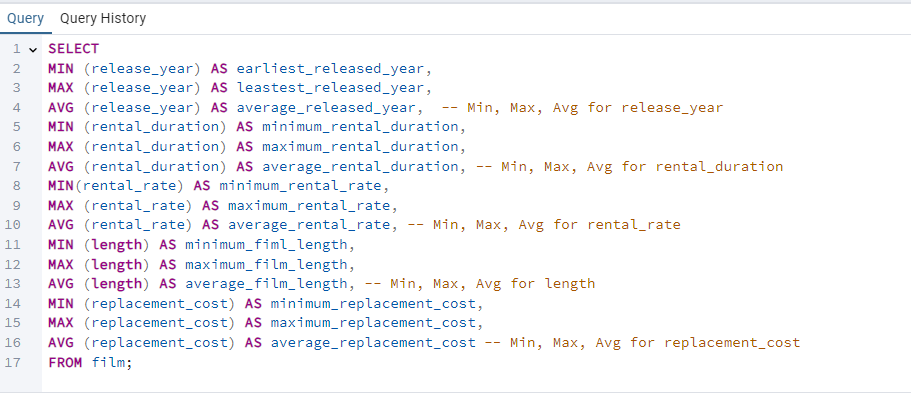 Query Query History
1 SELECT
2 MIN (release_year) AS earliest_released_year,
3 MAX (release_year) AS leastest_released_year,
4 AVG (release_year) AS average_released_year,  -- Min, Max, Avg for release_year
5 MIN (rental_duration) AS minimum_rental_duration,
6 MAX (rental_duration) AS maximum_rental_duration,
7 AVG (rental_duration) AS average_rental_duration, -- Min, Max, Avg for rental_duration
8 MIN(rental_rate) AS minimum_rental_rate,
9 MAX (rental_rate) AS maximum_rental_rate,
10 AVG (rental_rate) AS average_rental_rate, -- Min, Max, Avg for rental_rate
11 MIN (length) AS minimum_fiml_length,
12 MAX (length) AS maximum_film_length,
13 AVG (length) AS average_film_length, -- Min, Max, Avg for length
14 MIN (replacement_cost) AS minimum_replacement_cost,
15 MAX (replacement_cost) AS maximum_replacement_cost,
16 AVG (replacement_cost) AS average_replacement_cost -- Min, Max, Avg for replacement_cost
17 FROM film;